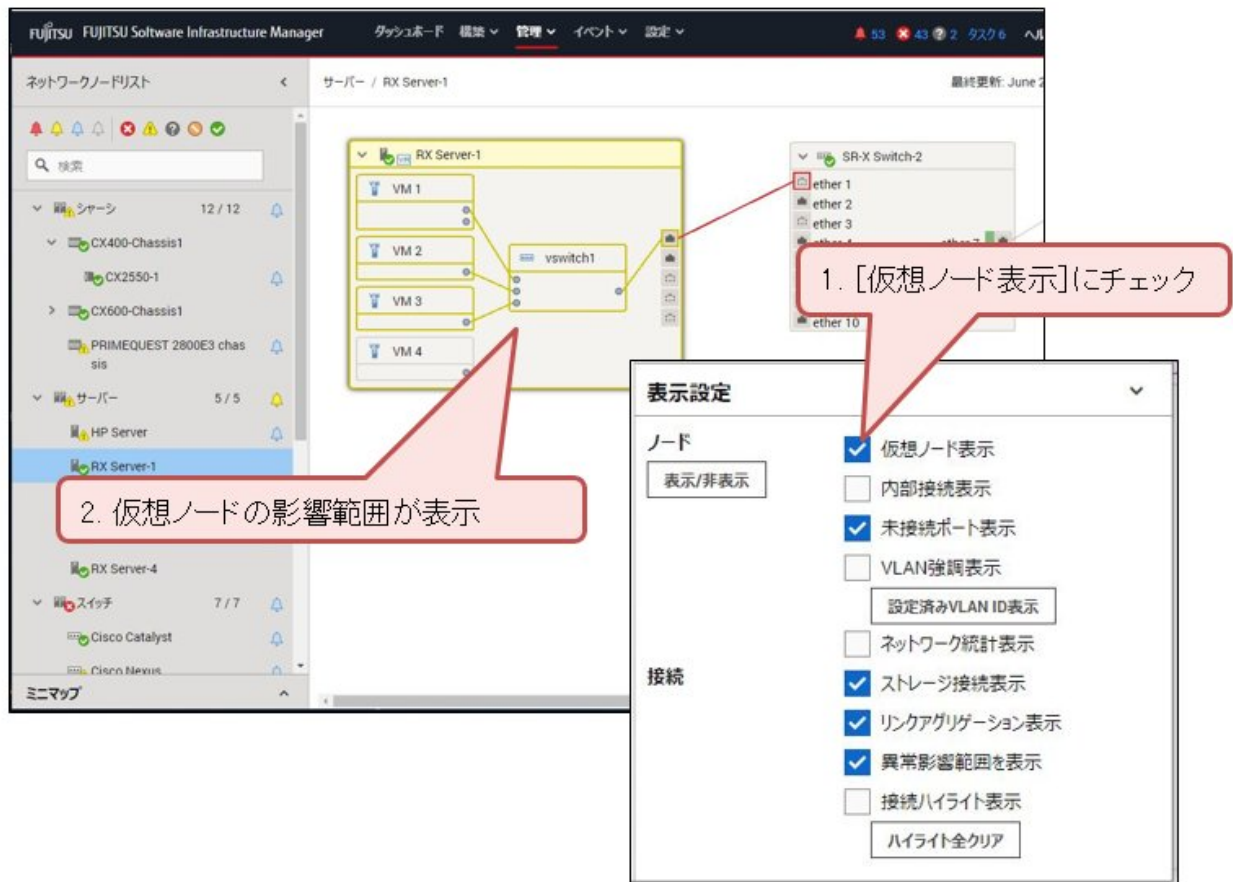 FUJITSU FUJITSU Software Infrastructure Manager ダッシュボード 構築 管理 イベント 設定 53 43 2 タスク 6 ヘル
ネットワークノードリスト
サーバー / RX Server-1
最終更新: June 2
検索
シャーシ 12 / 12
CX400-Chassis1
CX2550-1
CX600-Chassis1
PRIMEQUEST 2800E3 chas
sis
サーバー 5 / 5
HP Server
RX Server-1
RX Server-4
スイッチ 7 / 7
Cisco Catalyst
Cisco Nexus
ミニマップ
RX Server-1
VM 1
VM 2
VM 3
VM 4
vswitch1
SR-X Switch-2
ether 1
ether 2
ether 3
ether 4 ether 7
ether 10
1. [仮想ノード表示]にチェック
2. 仮想ノードの影響範囲が表示
表示設定
ノード
表示/非表示
仮想ノード表示
内部接続表示
未接続ポート表示
VLAN強調表示
設定済みVLAN ID表示
ネットワーク統計表示
接続
ストレージ接続表示
リンクアグリゲーション表示
異常影響範囲を表示
接続ハイライト表示
ハイライト全クリア